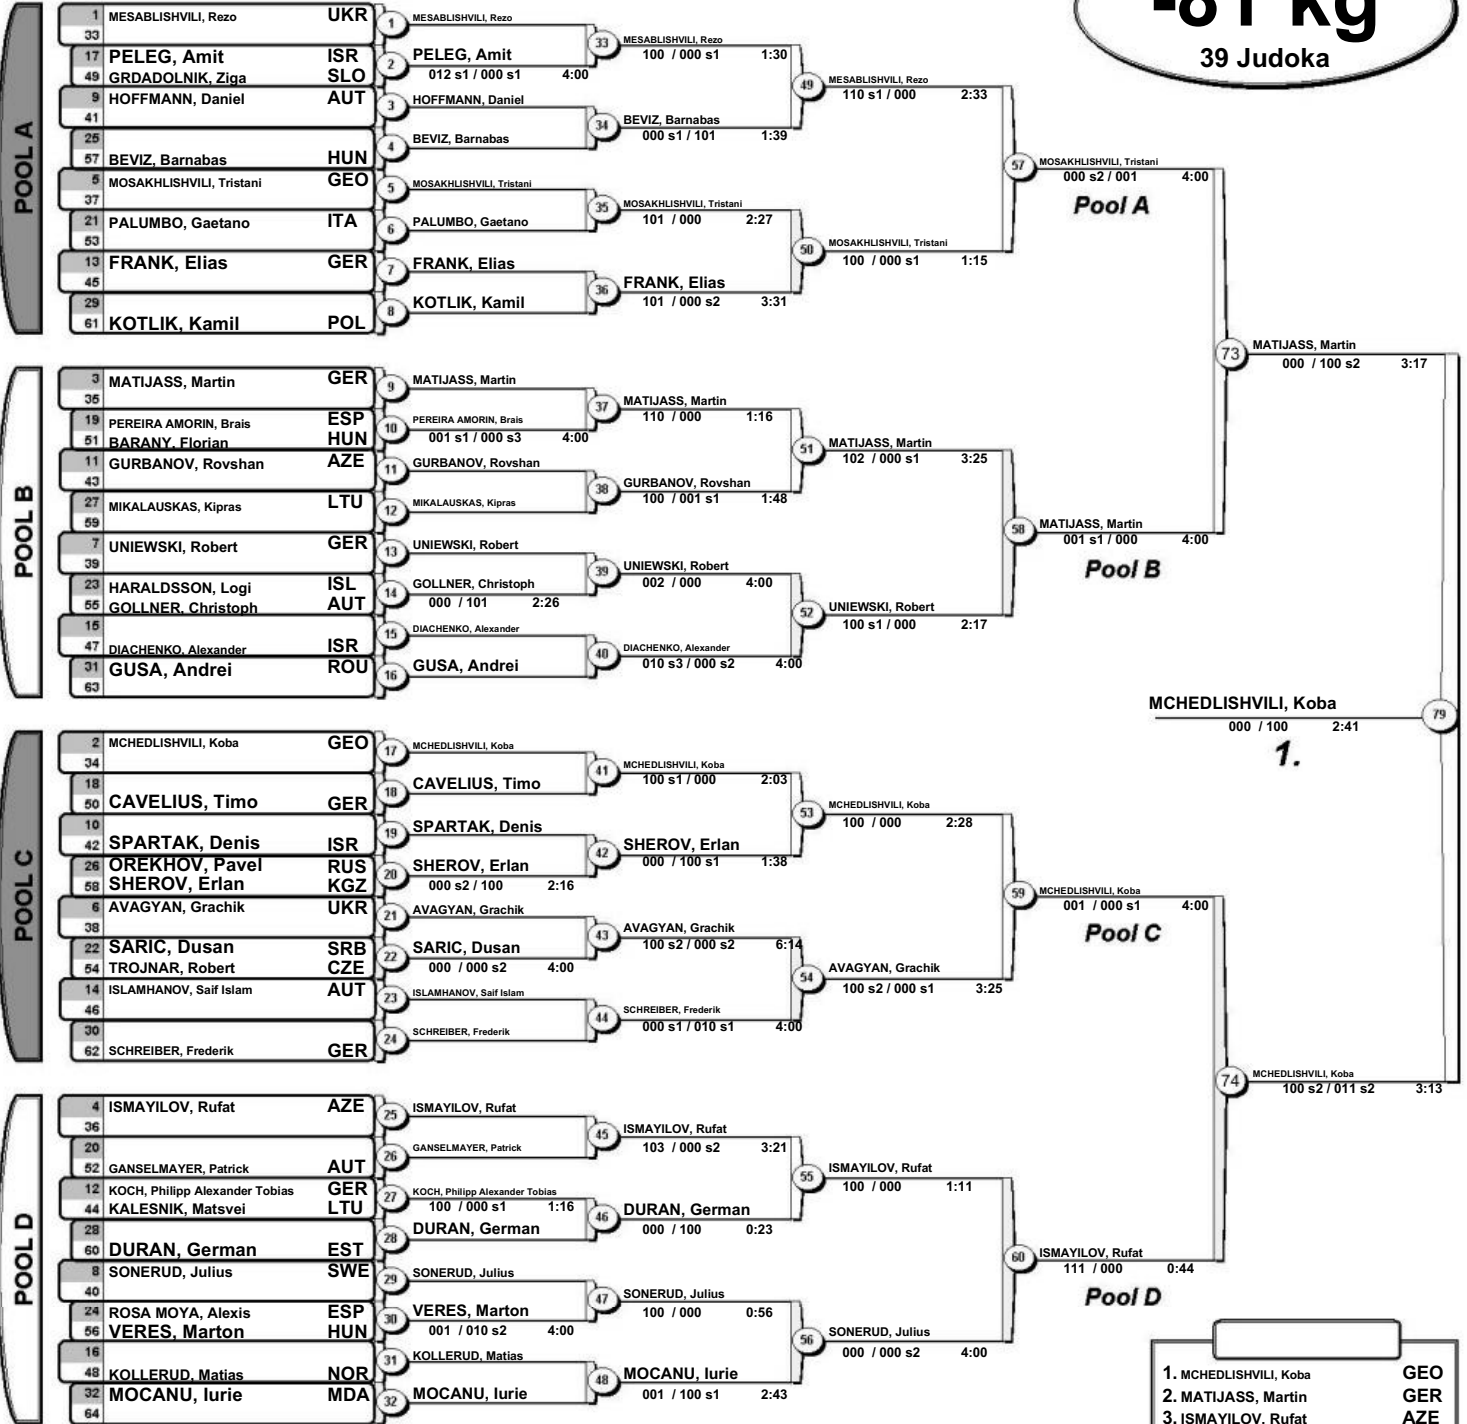 -81 kg
39 Judoka
POOL A
1 MESABLISHVILI, Rezo UKR
33
17 PELEG, Amit ISR
49 GRDADOLNIK, Ziga SLO
9 HOFFMANN, Daniel AUT
41
25
57 BEVIZ, Barnabas HUN
5 MOSAKHLISHVILI, Tristani GEO
37
21 PALUMBO, Gaetano ITA
53
13 FRANK, Elias GER
45
29
61 KOTLIK, Kamil POL
1 MESABLISHVILI, Rezo
2 PELEG, Amit
012 s1 / 000 s1 4:00
3 HOFFMANN, Daniel
4 BEVIZ, Barnabas
5 MOSAKHLISHVILI, Tristani
6 PALUMBO, Gaetano
7 FRANK, Elias
8 KOTLIK, Kamil
33 MESABLISHVILI, Rezo
100 / 000 s1 1:30
34 BEVIZ, Barnabas
000 s1 / 101 1:39
35 MOSAKHLISHVILI, Tristani
101 / 000 2:27
36 FRANK, Elias
101 / 000 s2 3:31
49 MESABLISHVILI, Rezo
110 s1 / 000 2:33
50 MOSAKHLISHVILI, Tristani
100 / 000 s1 1:15
57 MOSAKHLISHVILI, Tristani
000 s2 / 001 4:00
Pool A
POOL B
3 MATIJASS, Martin GER
35
19 PEREIRA AMORIN, Brais ESP
51 BARANY, Florian HUN
11 GURBANOV, Rovshan AZE
43
27 MIKALAUSKAS, Kipras LTU
59
7 UNIEWSKI, Robert GER
39
23 HARALDSSON, Logi ISL
55 GOLLNER, Christoph AUT
15
47 DIACHENKO, Alexander ISR
31 GUSA, Andrei ROU
63
9 MATIJASS, Martin
10 PEREIRA AMORIN, Brais
001 s1 / 000 s3 4:00
11 GURBANOV, Rovshan
12 MIKALAUSKAS, Kipras
13 UNIEWSKI, Robert
14 GOLLNER, Christoph
000 / 101 2:26
15 DIACHENKO, Alexander
16 GUSA, Andrei
37 MATIJASS, Martin
110 / 000 1:16
38 GURBANOV, Rovshan
100 / 001 s1 1:48
39 UNIEWSKI, Robert
002 / 000 4:00
40 DIACHENKO, Alexander
010 s3 / 000 s2 4:00
51 MATIJASS, Martin
102 / 000 s1 3:25
52 UNIEWSKI, Robert
100 s1 / 000 2:17
58 MATIJASS, Martin
001 s1 / 000 4:00
Pool B
73 MATIJASS, Martin
000 / 100 s2 3:17
MCHEDLISHVILI, Koba
79
000 / 100 2:41
1.
POOL C
2 MCHEDLISHVILI, Koba GEO
34
18
50 CAVELIUS, Timo GER
10
42 SPARTAK, Denis ISR
26 OREKHOV, Pavel RUS
58 SHEROV, Erlan KGZ
6 AVAGYAN, Grachik UKR
38
22 SARIC, Dusan SRB
54 TROJNAR, Robert CZE
14 ISLAMHANOV, Saif Islam AUT
46
30
62 SCHREIBER, Frederik GER
17 MCHEDLISHVILI, Koba
18 CAVELIUS, Timo
19 SPARTAK, Denis
20 SHEROV, Erlan
000 s2 / 100 2:16
21 AVAGYAN, Grachik
22 SARIC, Dusan
000 / 000 s2 4:00
23 ISLAMHANOV, Saif Islam
24 SCHREIBER, Frederik
41 MCHEDLISHVILI, Koba
100 s1 / 000 2:03
42 SHEROV, Erlan
000 / 100 s1 1:38
43 AVAGYAN, Grachik
100 s2 / 000 s2 6:14
44 SCHREIBER, Frederik
000 s1 / 010 s1 4:00
53 MCHEDLISHVILI, Koba
100 / 000 2:28
54 AVAGYAN, Grachik
100 s2 / 000 s1 3:25
59 MCHEDLISHVILI, Koba
001 / 000 s1 4:00
Pool C
74 MCHEDLISHVILI, Koba
100 s2 / 011 s2 3:13
POOL D
4 ISMAYILOV, Rufat AZE
36
20
52 GANSELMAYER, Patrick AUT
12 KOCH, Philipp Alexander Tobias GER
44 KALESNIK, Matsvei LTU
28
60 DURAN, German EST
8 SONERUD, Julius SWE
40
24 ROSA MOYA, Alexis ESP
56 VERES, Marton HUN
16
48 KOLLERUD, Matias NOR
32 MOCANU, Iurie MDA
64
25 ISMAYILOV, Rufat
26 GANSELMAYER, Patrick
27 KOCH, Philipp Alexander Tobias
100 / 000 s1 1:16
28 DURAN, German
29 SONERUD, Julius
30 VERES, Marton
001 / 010 s2 4:00
31 KOLLERUD, Matias
32 MOCANU, Iurie
45 ISMAYILOV, Rufat
103 / 000 s2 3:21
46 DURAN, German
000 / 100 0:23
47 SONERUD, Julius
100 / 000 0:56
48 MOCANU, Iurie
001 / 100 s1 2:43
55 ISMAYILOV, Rufat
100 / 000 1:11
56 SONERUD, Julius
000 / 000 s2 4:00
60 ISMAYILOV, Rufat
111 / 000 0:44
Pool D
1. MCHEDLISHVILI, Koba GEO
2. MATIJASS, Martin GER
3. ISMAYILOV, Rufat AZE